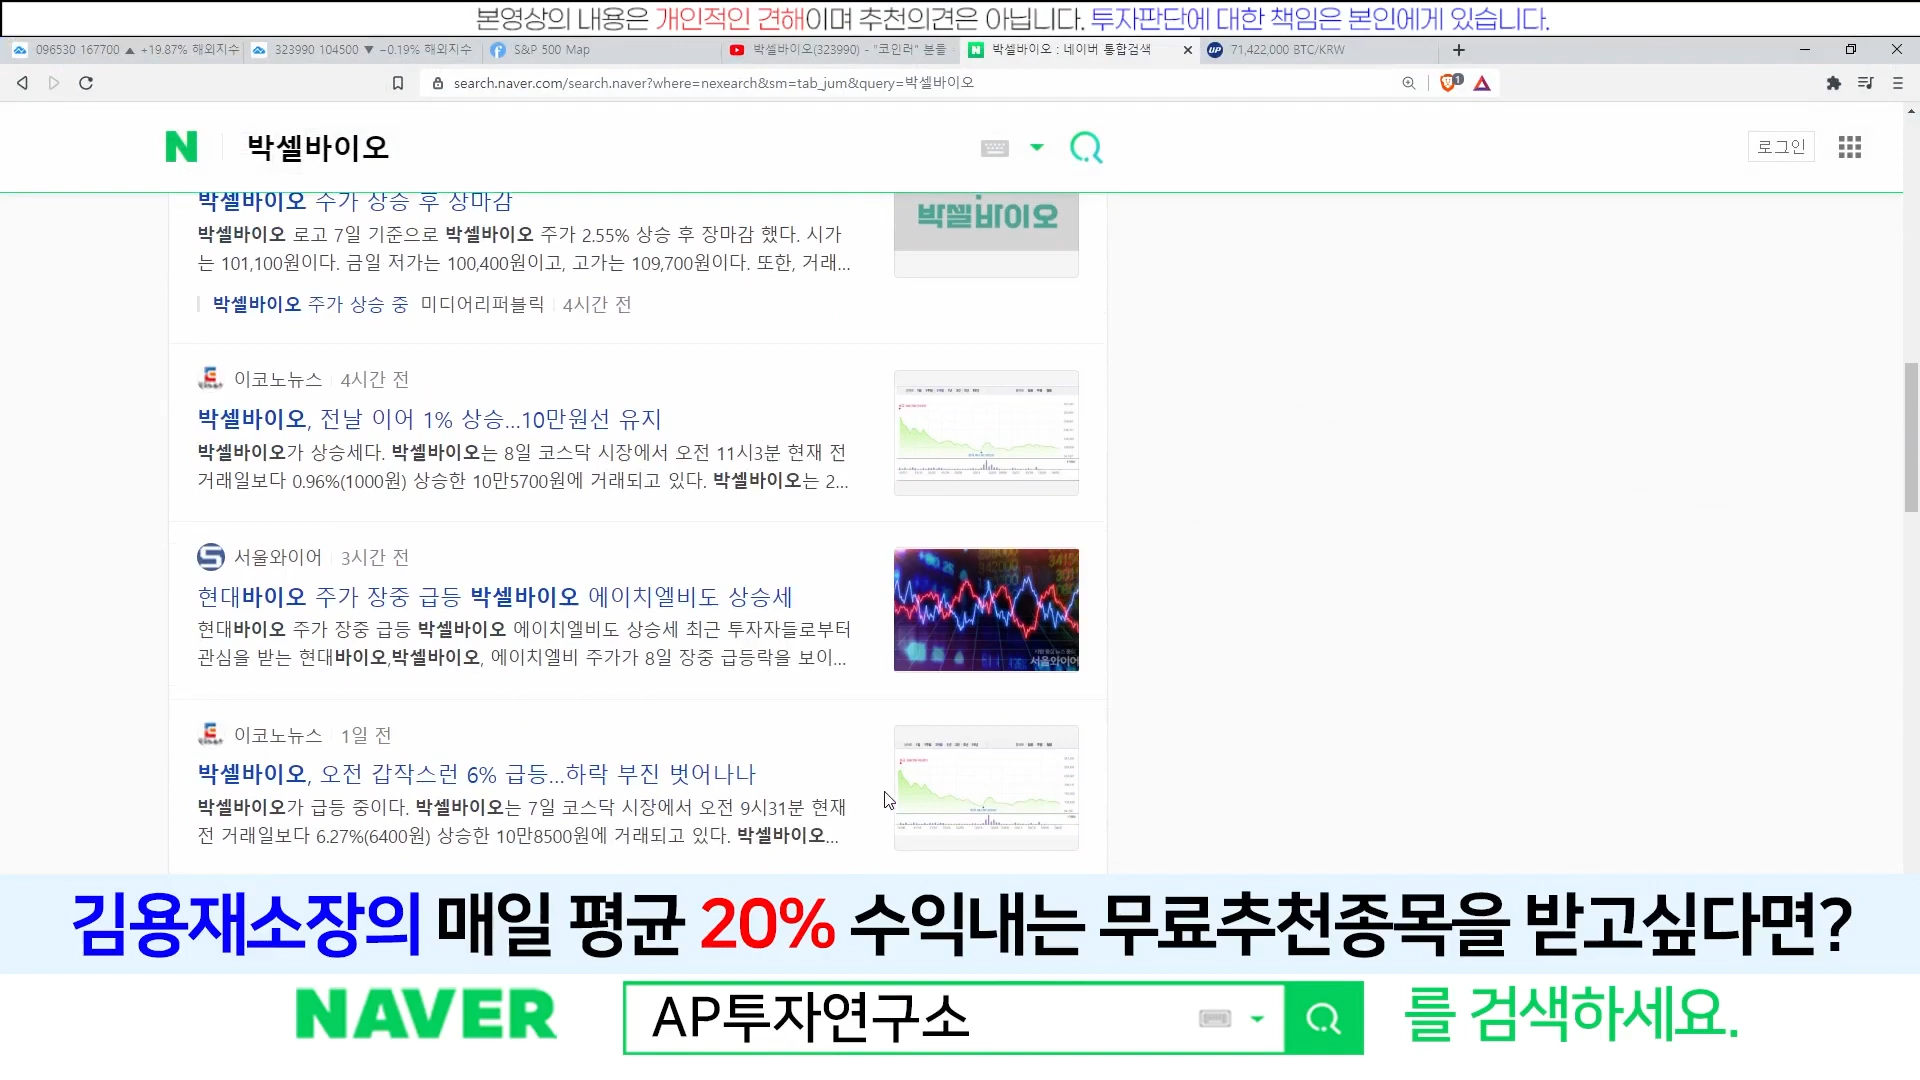 본영상의 내용은 개인적인 견해이며 추천의견은 아닙니다. 투자판단에 대한 책임은 본인에게 있습니다.
096530 167700 ▲ +19.87% 해외지수
323990 104500 ▼ -0.19% 해외지수
S&P 500 Map
박셀바이오(323990) - "코인러" 분들
박셀바이오 : 네이버 통합검색
71,422,000 BTC/KRW
search.naver.com/search.naver?where=nexearch&sm=tab_jum&query=박셀바이오
박셀바이오
로그인
박셀바이오 주가 상승 후 장마감
박셀바이오
박셀바이오 로고 7일 기준으로 박셀바이오 주가 2.55% 상승 후 장마감 했다. 시가
는 101,100원이다. 금일 저가는 100,400원이고, 고가는 109,700원이다. 또한, 거래...
박셀바이오 주가 상승 중 미디어리퍼블릭 4시간 전
이코노뉴스 4시간 전
박셀바이오, 전날 이어 1% 상승...10만원선 유지
박셀바이오가 상승세다. 박셀바이오는 8일 코스닥 시장에서 오전 11시3분 현재 전
거래일보다 0.96%(1000원) 상승한 10만5700원에 거래되고 있다. 박셀바이오는 2...
서울와이어 3시간 전
현대바이오 주가 장중 급등 박셀바이오 에이치엘비도 상승세
현대바이오 주가 장중 급등 박셀바이오 에이치엘비도 상승세 최근 투자자들로부터
관심을 받는 현대바이오,박셀바이오, 에이치엘비 주가가 8일 장중 급등락을 보이...
서울와이어
이코노뉴스 1일 전
박셀바이오, 오전 갑작스런 6% 급등...하락 부진 벗어나나
박셀바이오가 급등 중이다. 박셀바이오는 7일 코스닥 시장에서 오전 9시31분 현재
전 거래일보다 6.27%(6400원) 상승한 10만8500원에 거래되고 있다. 박셀바이오...
김용재소장의 매일 평균 20% 수익내는 무료추천종목을 받고싶다면?
NAVER AP투자연구소 를 검색하세요.